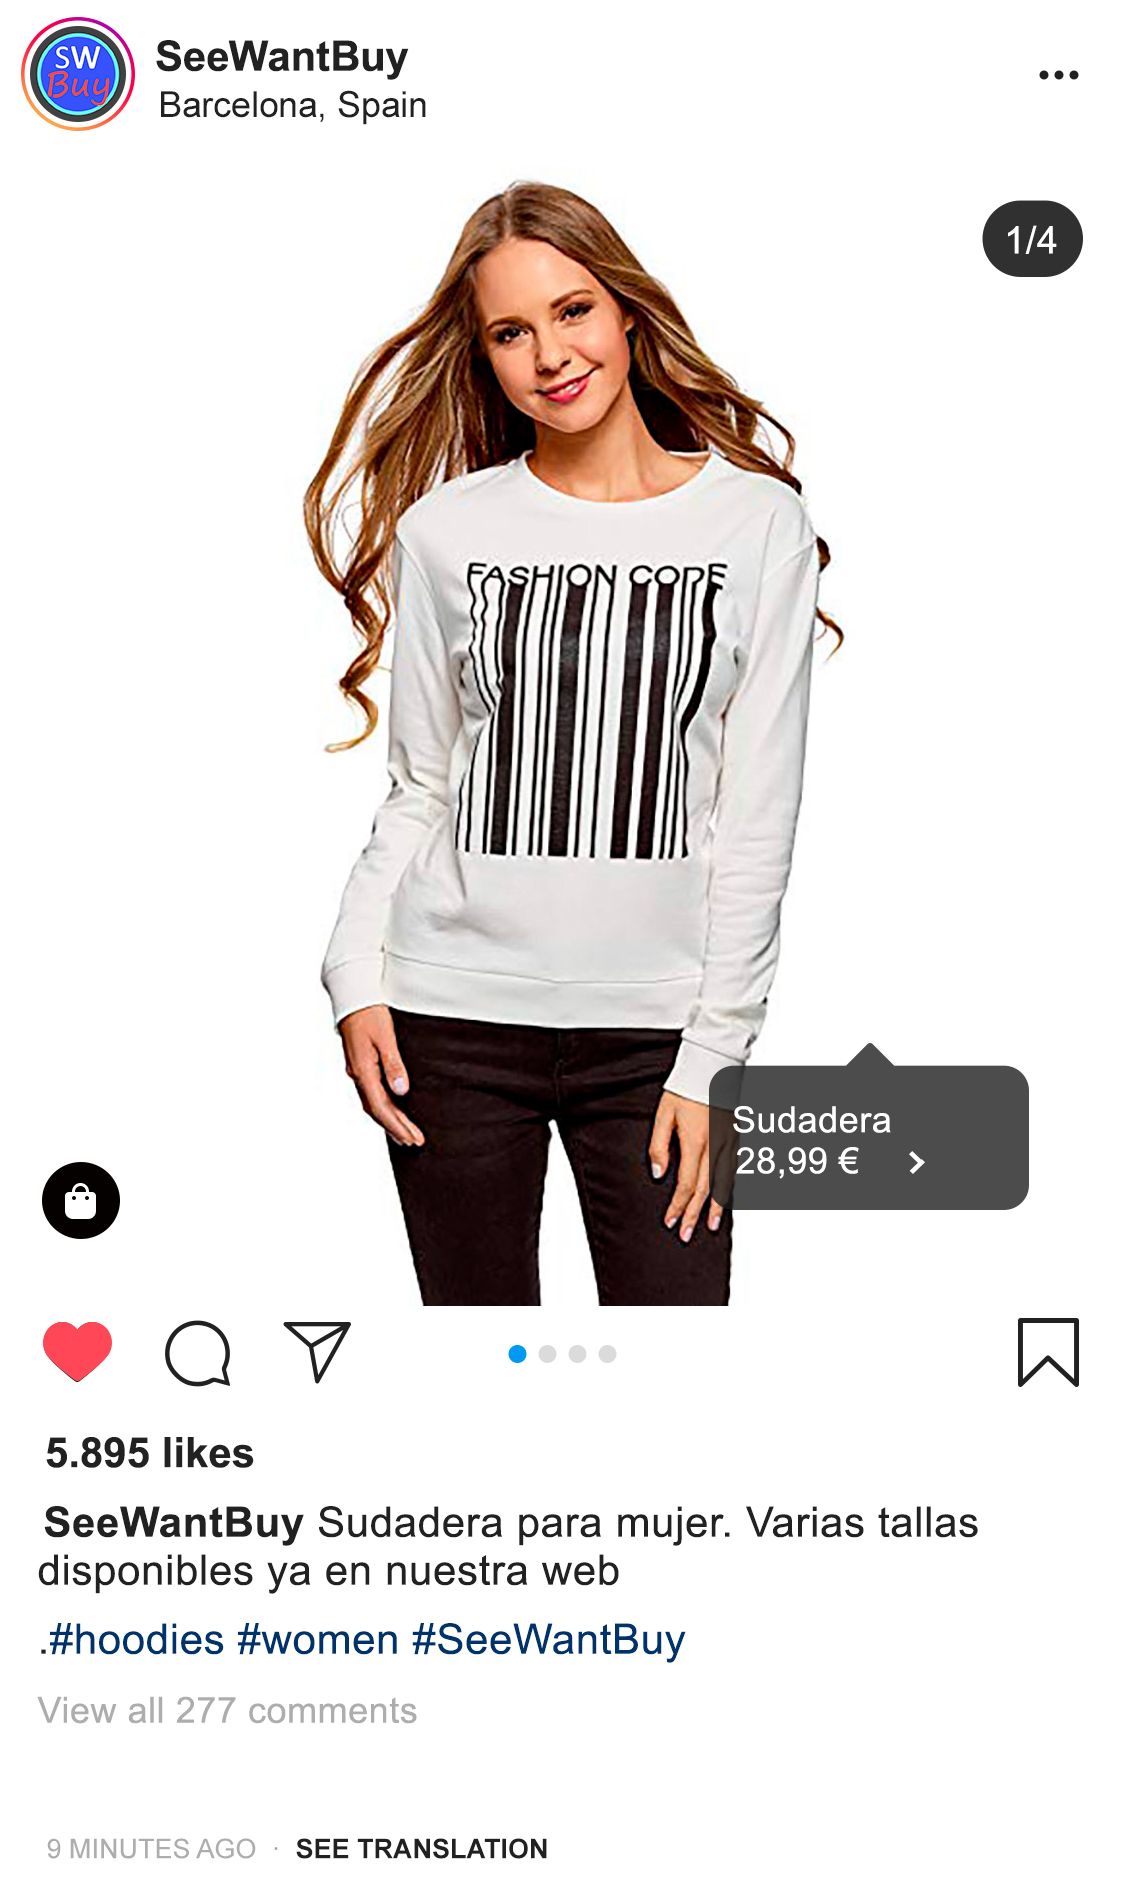 SW
Buy
SeeWantBuy
Barcelona, Spain
1/4
FASHION CODE
Sudadera
28,99 €
5.895 likes
SeeWantBuy Sudadera para mujer. Varias tallas
disponibles ya en nuestra web
.#hoodies #women #SeeWantBuy
View all 277 comments
9 MINUTES AGO · SEE TRANSLATION